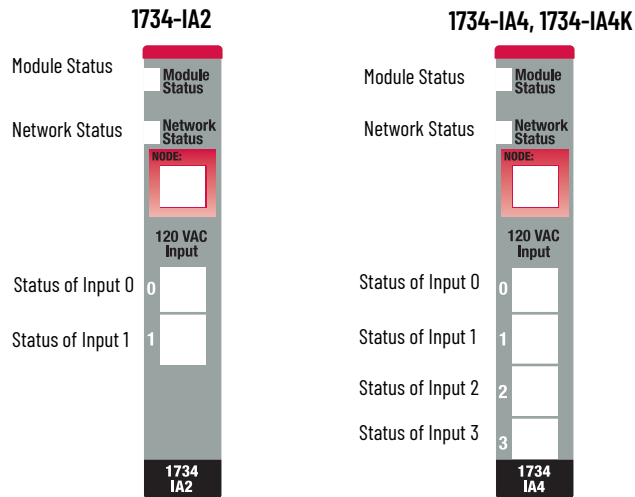 1734-IA2
Module Status
Module
Status
Network Status
Network
Status
NODE:
120 VAC
Input
Status of Input 0
0
Status of Input 1
1
1734
IA2
1734-IA4, 1734-IA4K
Module Status
Module
Status
Network Status
Network
Status
NODE:
120 VAC
Input
Status of Input 0
0
Status of Input 1
1
Status of Input 2
2
Status of Input 3
3
1734
IA4